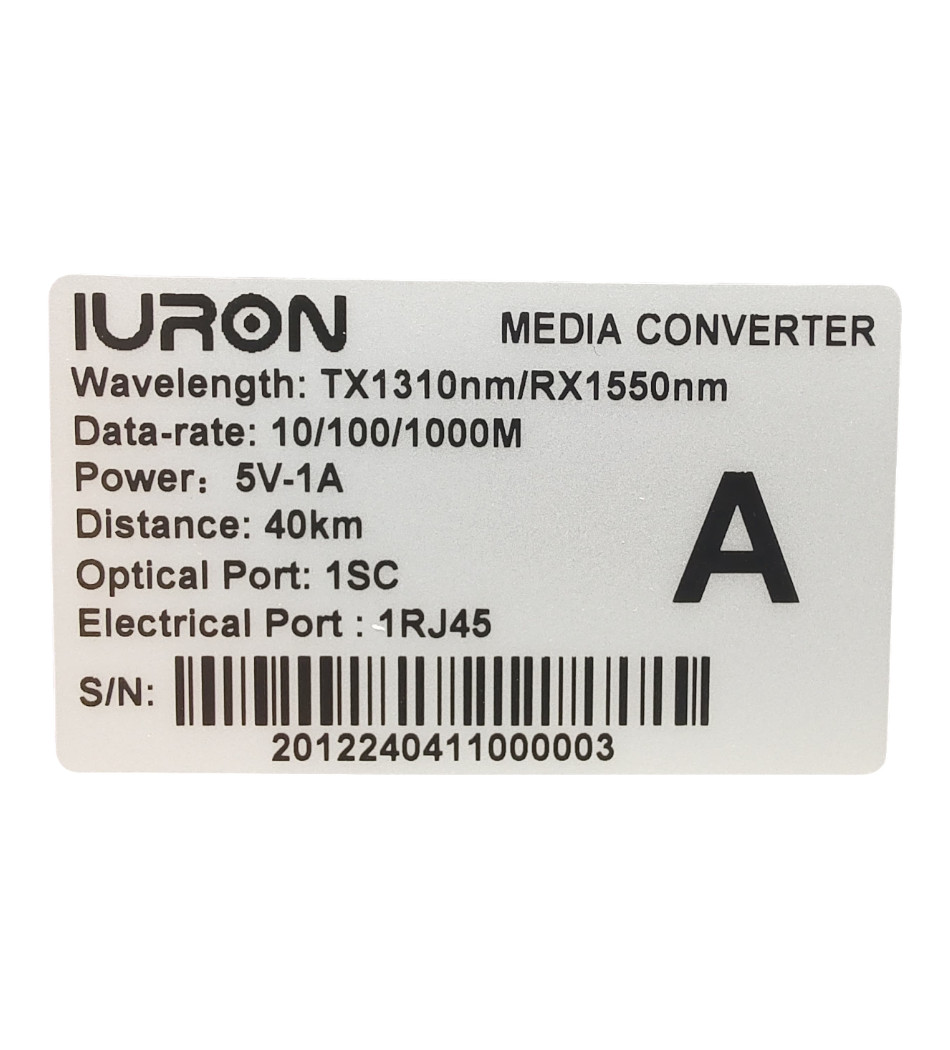 IURON MEDIA CONVERTER
Wavelength: TX1310nm/RX1550nm
Data-rate: 10/100/1000M
Power： 5V-1A
Distance: 40km
A
Optical Port: 1SC
Electrical Port : 1RJ45
S/N:
2012240411000003